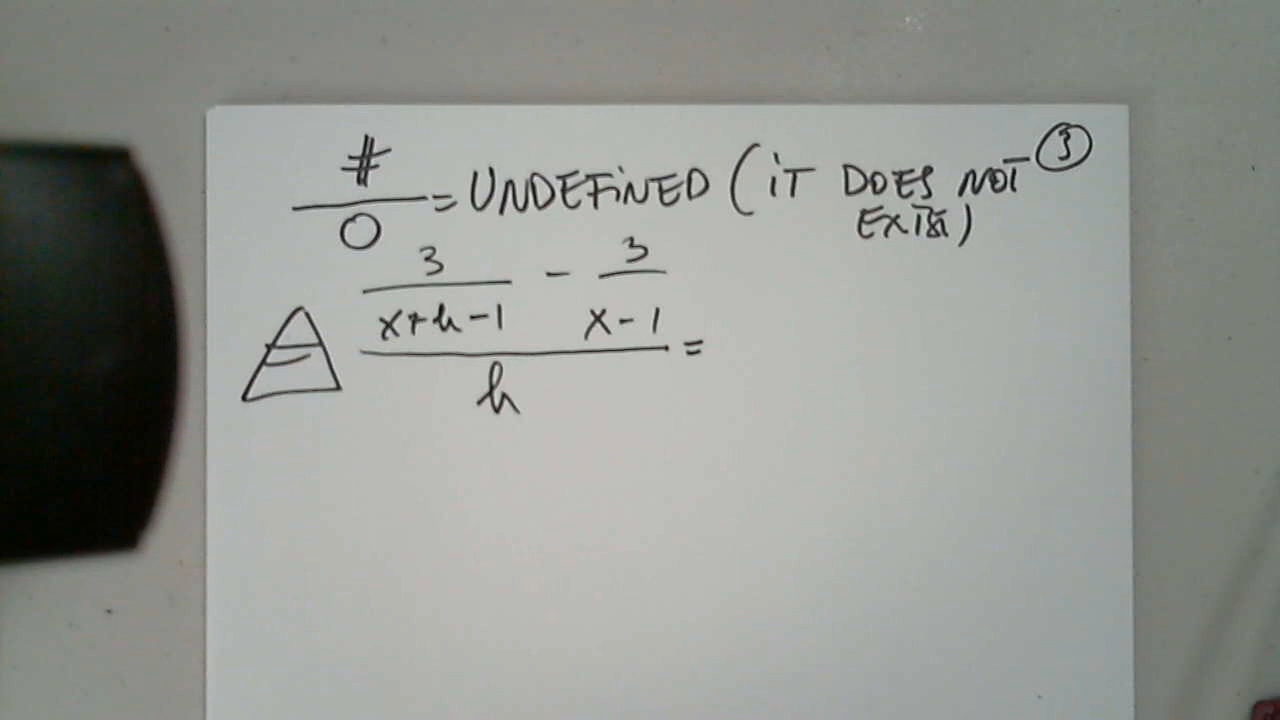 # / 0 = UNDEFINED (iT DOES NOT ③
EXIST)
3 / x+h-1 - 3 / x-1
h =